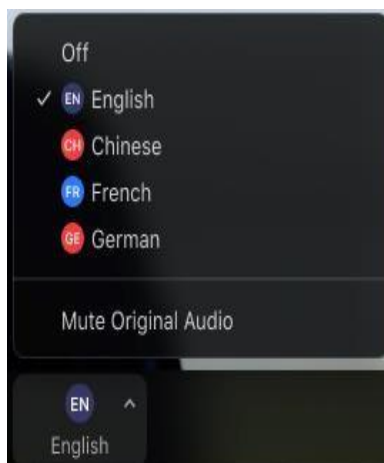 Off
✓ EN English
CH Chinese
FR French
GE German
Mute Original Audio
EN
English